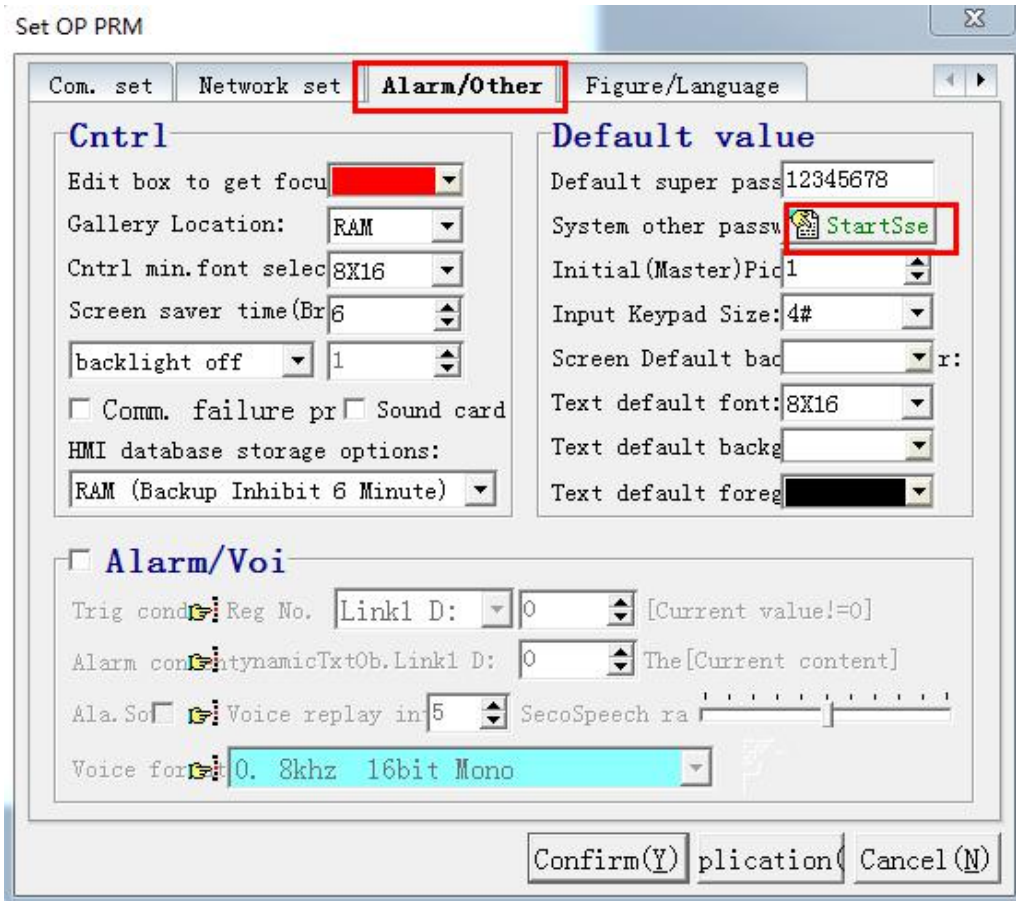 Set OP PRM
Com. set Network set Alarm/Other Figure/Language
Cntrl
Edit box to get focu
Gallery Location: RAM
Cntrl min.font selec 8X16
Screen saver time(Br 6
backlight off 1
Comm. failure pr Sound card
HMI database storage options:
RAM (Backup Inhibit 6 Minute)
Default value
Default super pass 12345678
System other passw StartSse
Initial(Master)Pic 1
Input Keypad Size: 4#
Screen Default bac r:
Text default font: 8X16
Text default backg
Text default foreg
Alarm/Voi
Trig cond Reg No. Link1 D: 0 [Current value!=0]
Alarm con tynamicTxtOb.Link1 D: 0 The[Current content]
Ala.So Voice replay in 5 SecoSpeech ra
Voice for t 0. 8khz 16bit Mono
Confirm(Y) plication( Cancel(N)